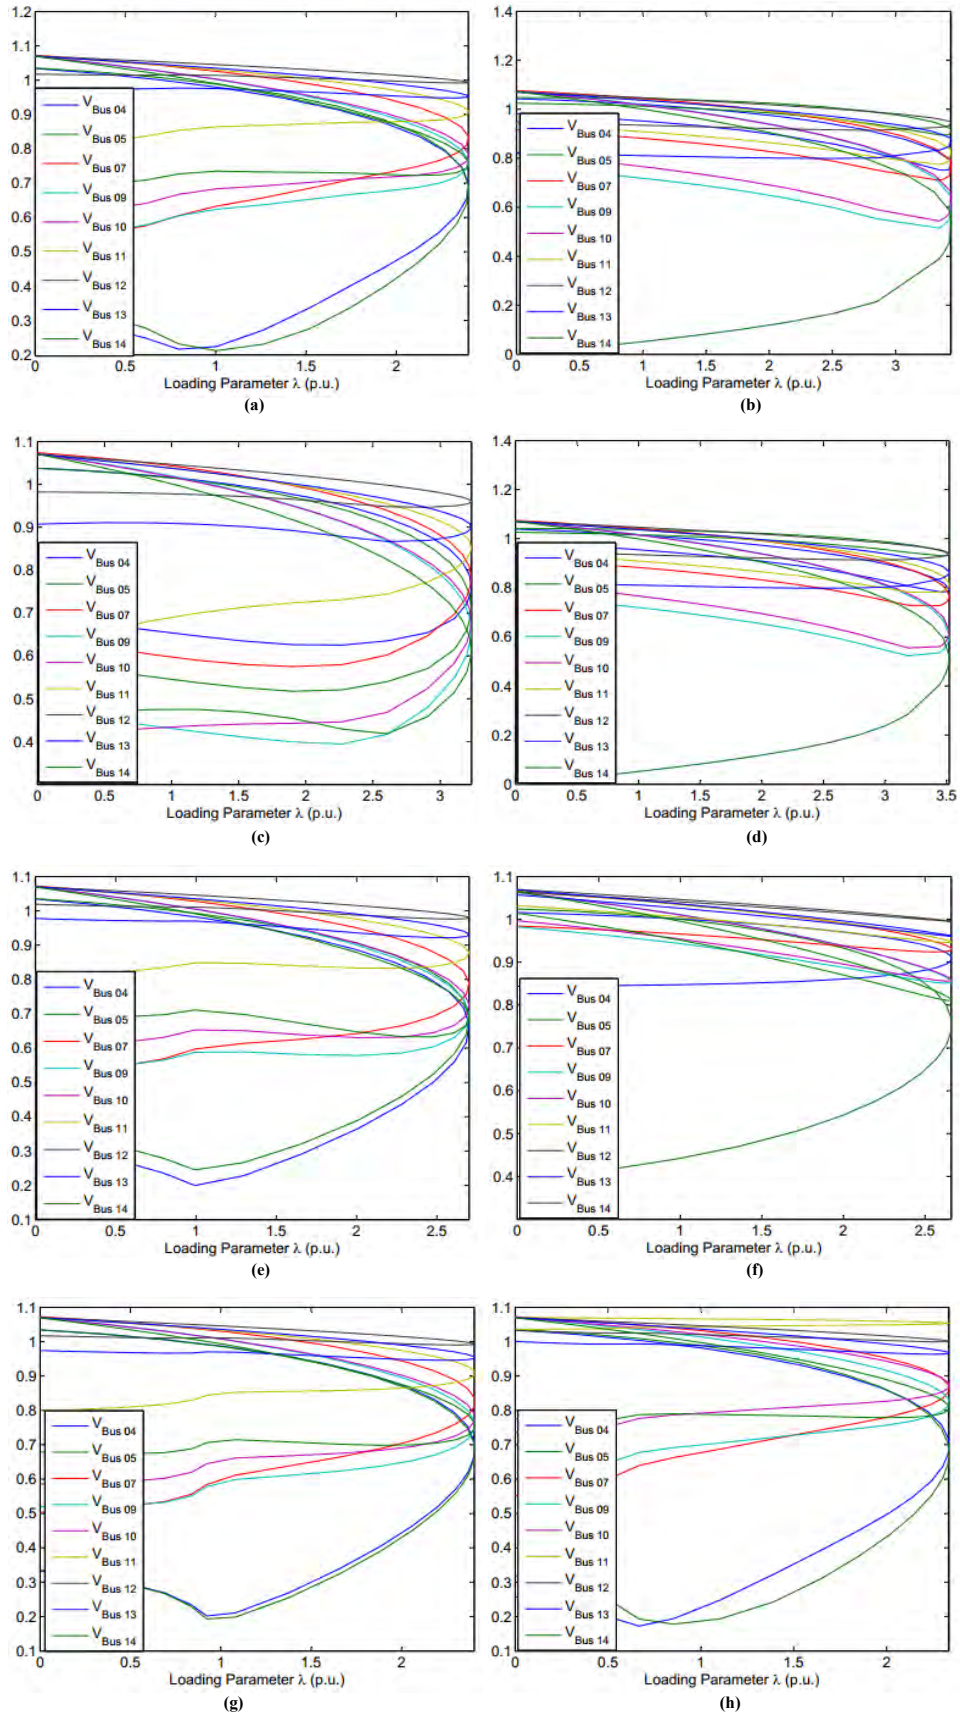 1.2
1.1
1
0.9
0.8
0.7
0.6
0.5
0.4
0.3
0.2
V Bus 04
V Bus 05
V Bus 07
V Bus 09
V Bus 10
V Bus 11
V Bus 12
V Bus 13
V Bus 14
0 0.5 1 1.5 2
Loading Parameter λ (p.u.)
(a)
1.4
1.2
1
0.8
0.6
0.4
0.2
0
V Bus 04
V Bus 05
V Bus 07
V Bus 09
V Bus 10
V Bus 11
V Bus 12
V Bus 13
V Bus 14
0 0.5 1 1.5 2 2.5 3
Loading Parameter λ (p.u.)
(b)
1.1
1
0.9
0.8
0.7
0.6
0.5
0.4
V Bus 04
V Bus 05
V Bus 07
V Bus 09
V Bus 10
V Bus 11
V Bus 12
V Bus 13
V Bus 14
0 0.5 1 1.5 2 2.5 3
Loading Parameter λ (p.u.)
(c)
1.4
1.2
1
0.8
0.6
0.4
0.2
0
V Bus 04
V Bus 05
V Bus 07
V Bus 09
V Bus 10
V Bus 11
V Bus 12
V Bus 13
V Bus 14
0 0.5 1 1.5 2 2.5 3 3.5
Loading Parameter λ (p.u.)
(d)
1.1
1
0.9
0.8
0.7
0.6
0.5
0.4
0.3
0.2
0.1
V Bus 04
V Bus 05
V Bus 07
V Bus 09
V Bus 10
V Bus 11
V Bus 12
V Bus 13
V Bus 14
0 0.5 1 1.5 2 2.5
Loading Parameter λ (p.u.)
(e)
1.1
1
0.9
0.8
0.7
0.6
0.5
0.4
V Bus 04
V Bus 05
V Bus 07
V Bus 09
V Bus 10
V Bus 11
V Bus 12
V Bus 13
V Bus 14
0 0.5 1 1.5 2 2.5
Loading Parameter λ (p.u.)
(f)
1.1
1
0.9
0.8
0.7
0.6
0.5
0.4
0.3
0.2
0.1
V Bus 04
V Bus 05
V Bus 07
V Bus 09
V Bus 10
V Bus 11
V Bus 12
V Bus 13
V Bus 14
0 0.5 1 1.5 2
Loading Parameter λ (p.u.)
(g)
1.1
1
0.9
0.8
0.7
0.6
0.5
0.4
0.3
0.2
0.1
V Bus 04
V Bus 05
V Bus 07
V Bus 09
V Bus 10
V Bus 11
V Bus 12
V Bus 13
V Bus 14
0 0.5 1 1.5 2
Loading Parameter λ (p.u.)
(h)